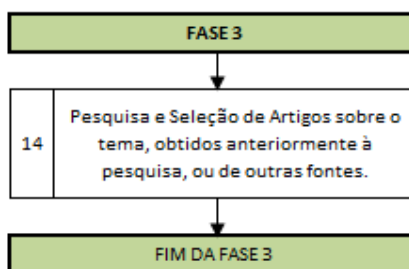 FASE 3
Pesquisa e Seleção de Artigos sobre o
14
tema, obtidos anteriormente à
pesquisa, ou de outras fontes.
FIM DA FASE 3